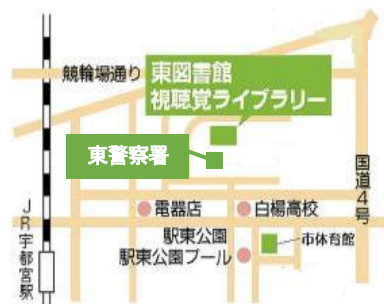 競輪場通り
東図書館
視聴覚ライブラリー
東警察署
国道4号
電器店
白楊高校
JR宇都宮駅
駅東公園
市体育館
駅東公園プール